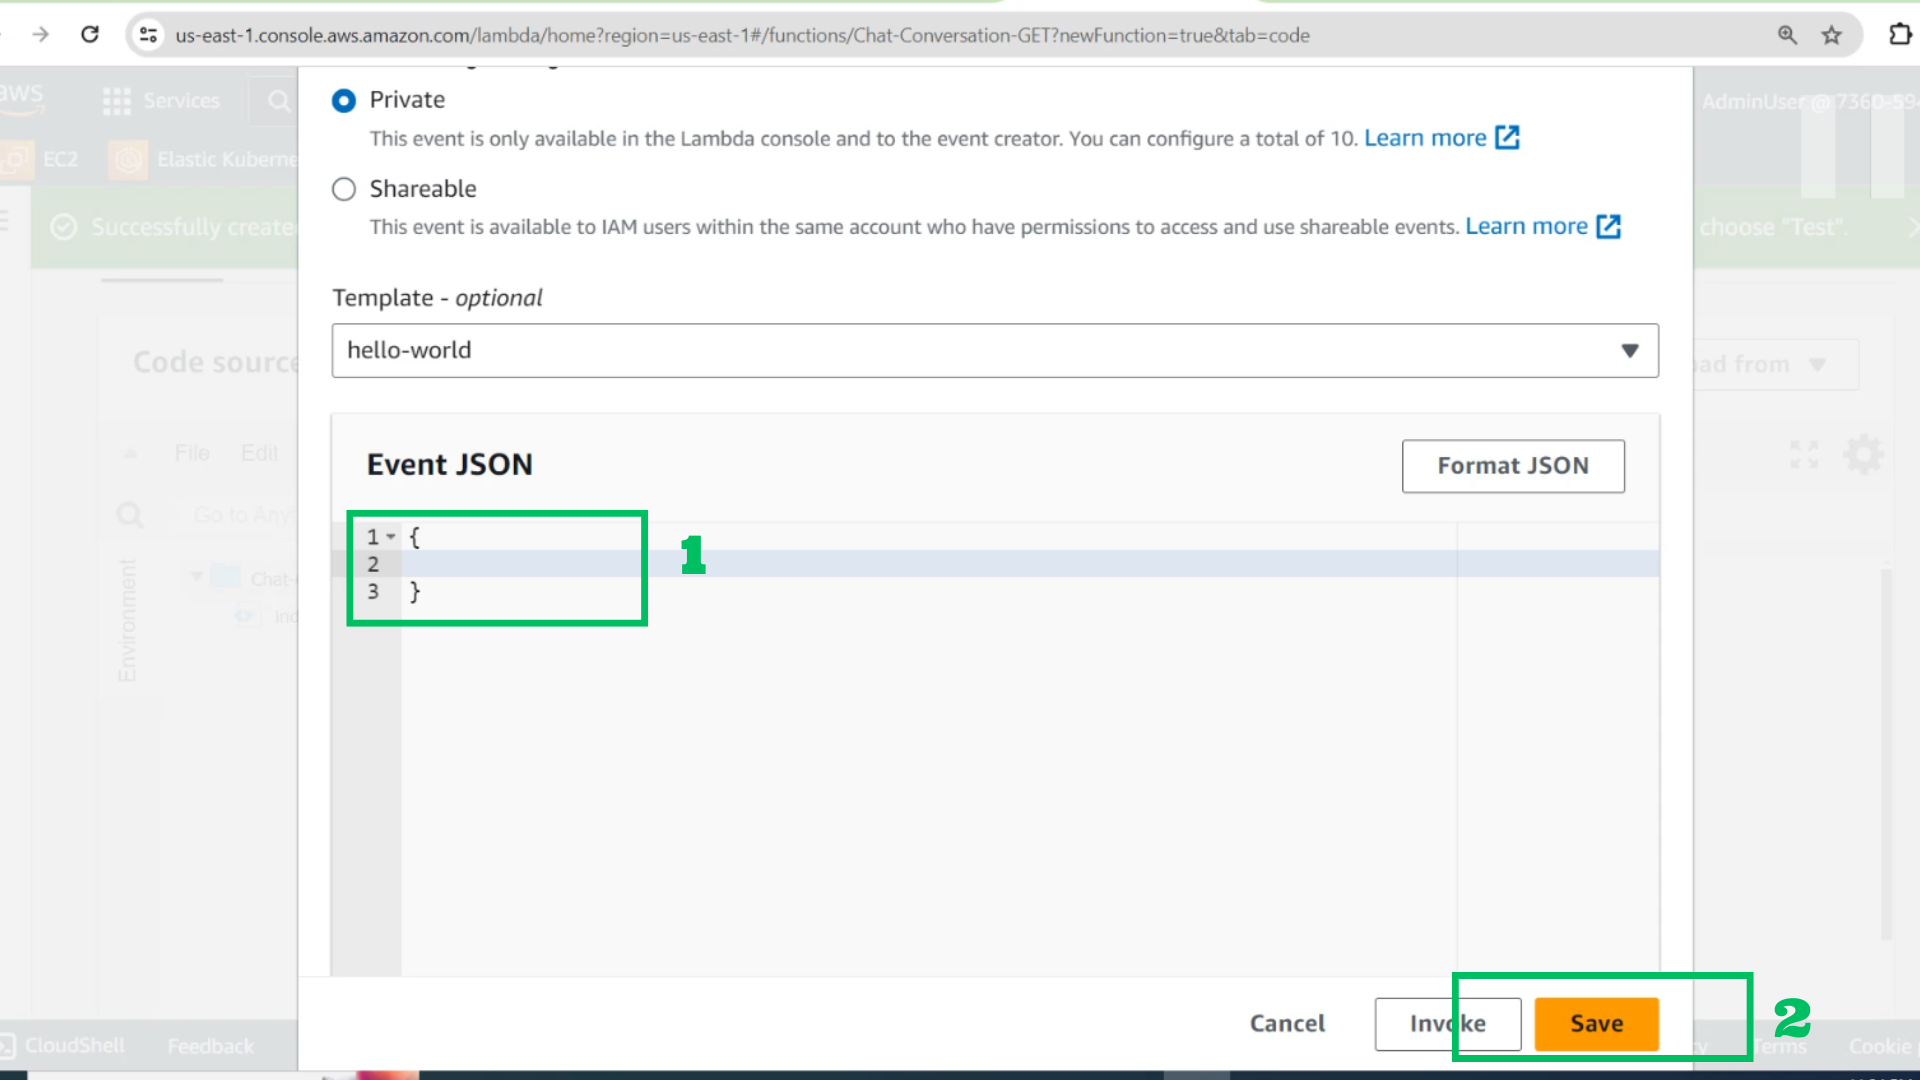 us-east-1.console.aws.amazon.com/lambda/home?region=us-east-1#/functions/Chat-Conversation-GET?newFunction=true&tab=code
aws
Services
AdminUser @ 7360-594
EC2
Elastic Kuberne
Private
This event is only available in the Lambda console and to the event creator. You can configure a total of 10. Learn more
Shareable
This event is available to IAM users within the same account who have permissions to access and use shareable events. Learn more
Successfully create
choose "Test".
Template - optional
hello-world
Code source
oad from
File Edit
Event JSON
Format JSON
Go to Any
1 {
2
3 }
1
Environment
Chat-
Ind
Cancel
Invoke
Save
2
CloudShell
Feedback
Terms
Cookie